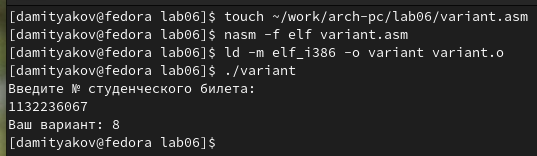 [damityakov@fedora lab06]$ touch ~/work/arch-pc/lab06/variant.asm
[damityakov@fedora lab06]$ nasm -f elf variant.asm
[damityakov@fedora lab06]$ ld -m elf_i386 -o variant variant.o
[damityakov@fedora lab06]$ ./variant
Введите № студенческого билета:
1132236067
Ваш вариант: 8
[damityakov@fedora lab06]$